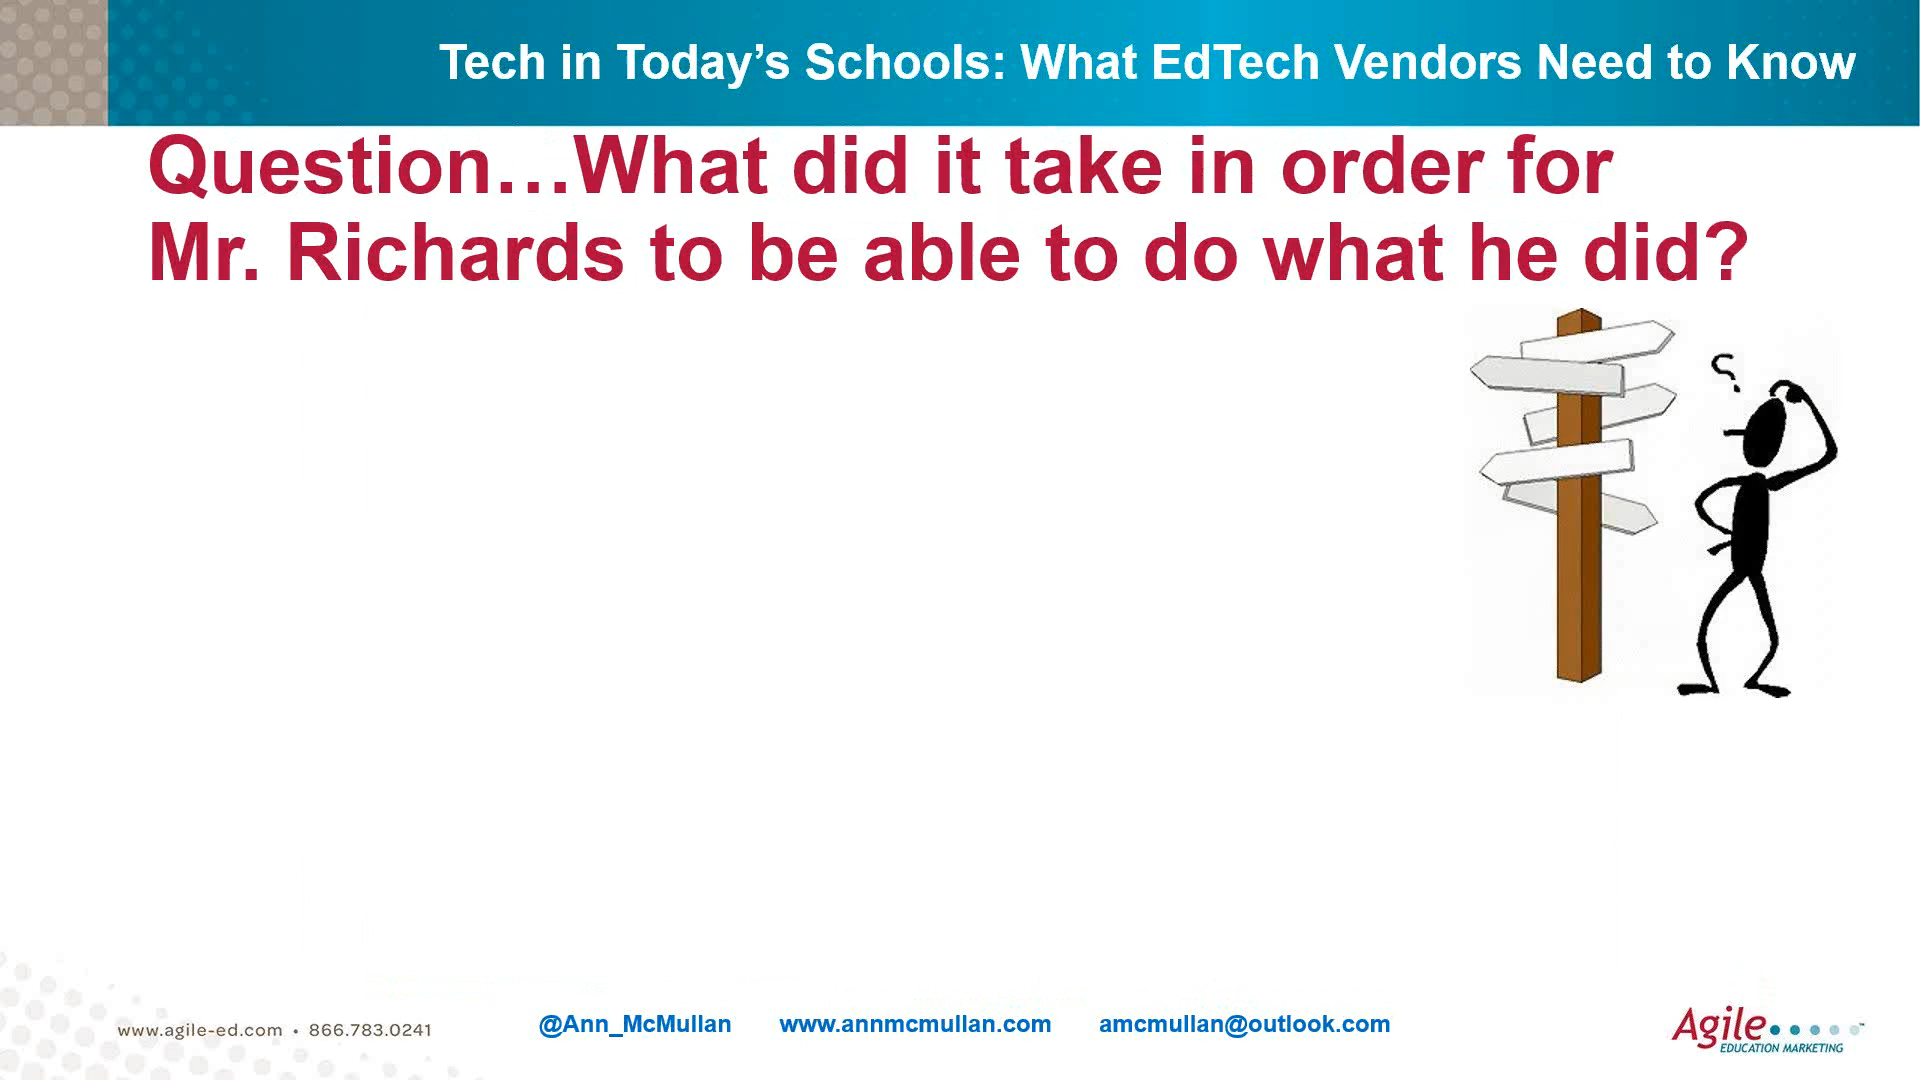 Tech in Today’s Schools: What EdTech Vendors Need to Know
Question…What did it take in order for
Mr. Richards to be able to do what he did?
?
www.agile-ed.com • 866.783.0241
@Ann_McMullan www.annmcmullan.com amcmullan@outlook.com
Agile
EDUCATION MARKETING